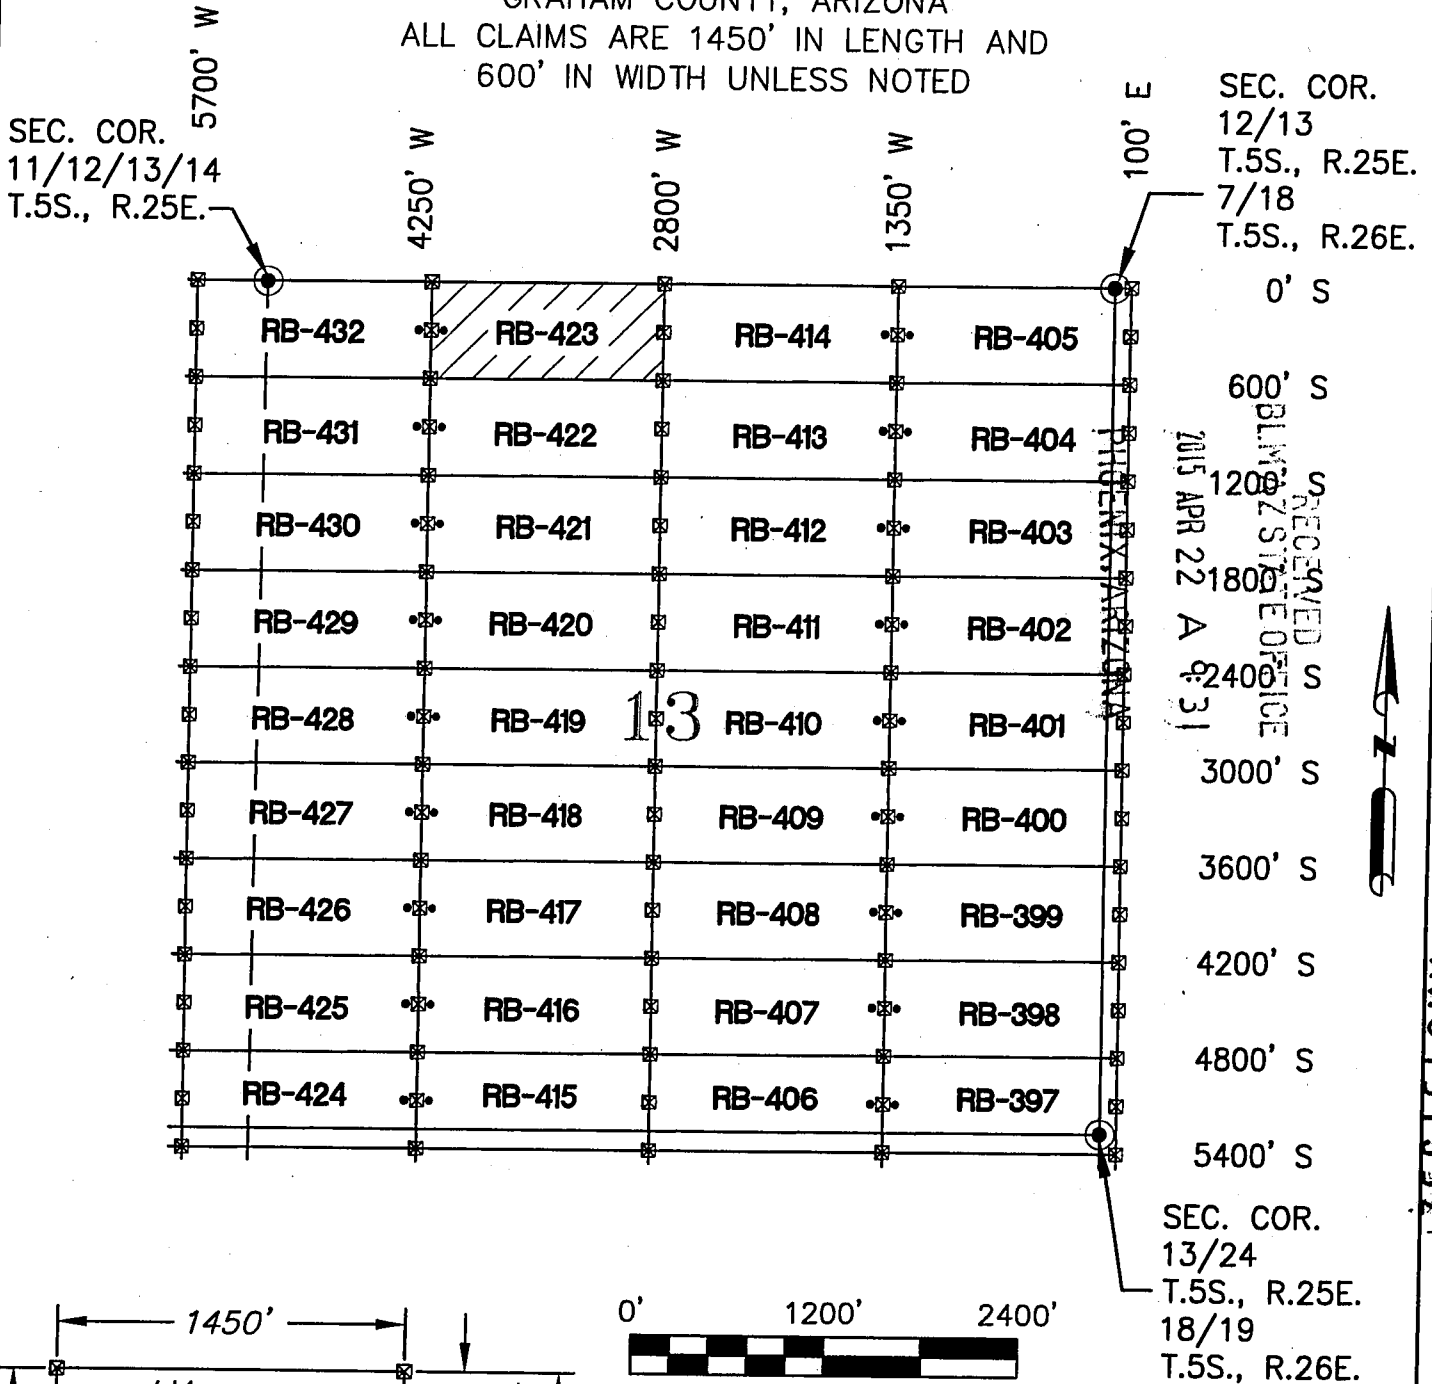 GRAHAM COUNTY, ARIZONA
ALL CLAIMS ARE 1450' IN LENGTH AND
600' IN WIDTH UNLESS NOTED
SEC. COR.
11/12/13/14
T.5S., R.25E.
5700' W
4250' W
2800' W
1350' W
100' E
SEC. COR.
12/13
T.5S., R.25E.
7/18
T.5S., R.26E.
0' S
RB-432 RB-423 RB-414 RB-405
600' S
RB-431 RB-422 RB-413 RB-404
1200' S
RB-430 RB-421 RB-412 RB-403
1800' S
RB-429 RB-420 RB-411 RB-402
2400' S
RB-428 RB-419 13 RB-410 RB-401
3000' S
RB-427 RB-418 RB-409 RB-400
3600' S
RB-426 RB-417 RB-408 RB-399
4200' S
RB-425 RB-416 RB-407 RB-398
4800' S
RB-424 RB-415 RB-406 RB-397
5400' S
RECEIVED
BLM AZ STATE OFFICE
2015 APR 22 A 8:31
PHOENIX, ARIZONA
N
SEC. COR.
13/24
T.5S., R.25E.
18/19
T.5S., R.26E.
1450'
0' 1200' 2400'